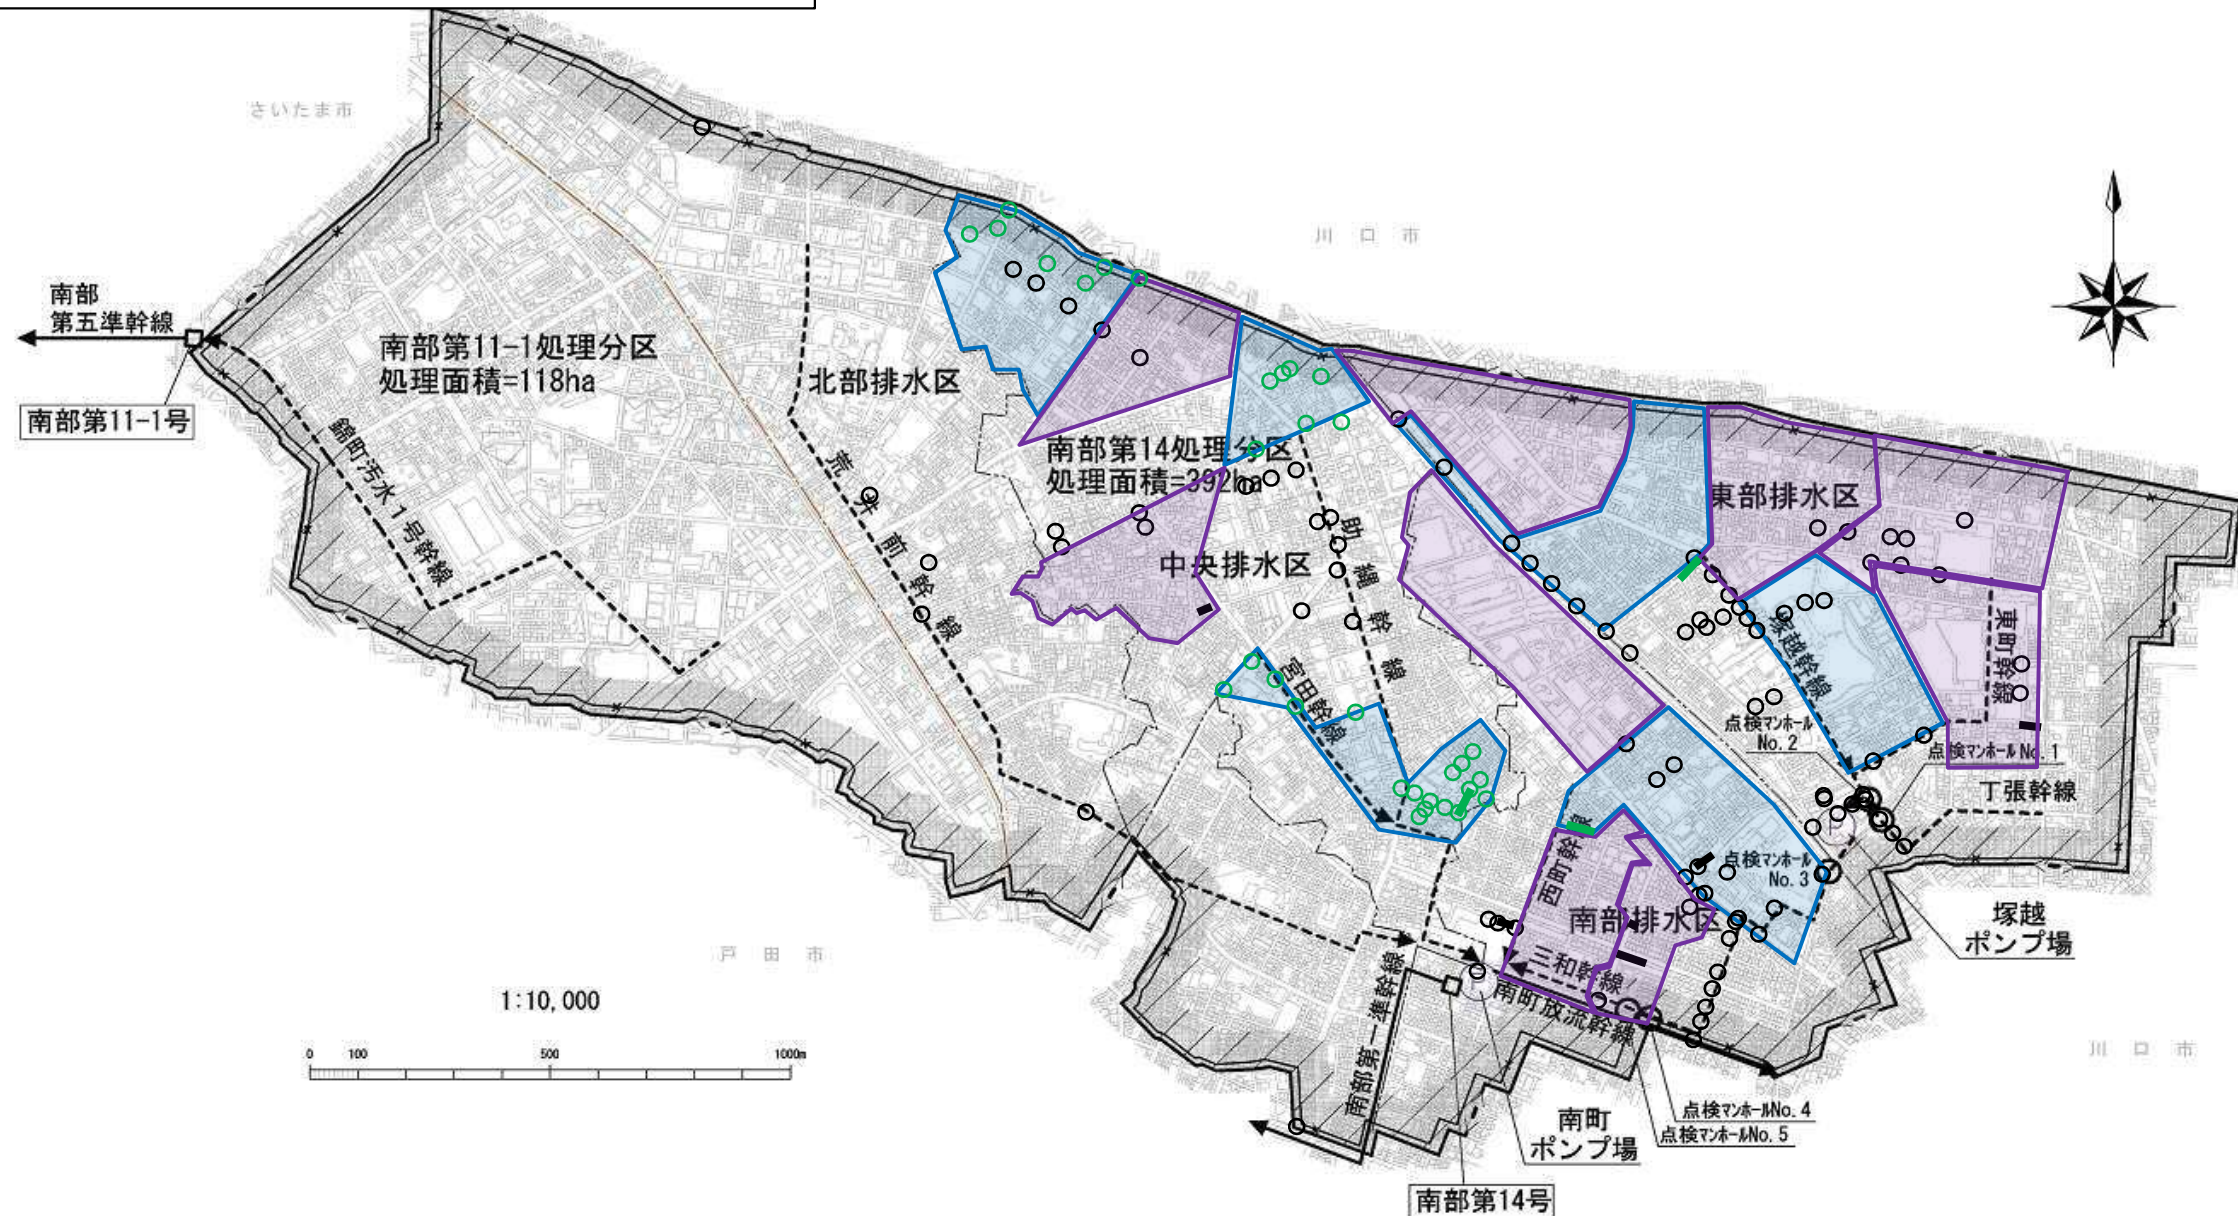 さいたま市
川 口 市
南部
第五準幹線
南部第11-1処理分区
処理面積=118ha
北部排水区
南部第11-1号
錦町汚水1号幹線
荒井前幹線
南部第14処理分区
処理面積=392ha
東部排水区
中央排水区
助縄幹線
宮田幹線
塚越幹線
東町幹線
点検マンホール
No. 2
点検マンホールNo. 1
丁張幹線
西町幹線
点検マンホール
No. 3
南部排水区
塚越
ポンプ場
三和幹線
南町放流幹線
南部第一準幹線
戸 田 市
1:10,000
0 100 500 1000m
川 口 市
点検マンホールNo. 4
点検マンホールNo. 5
南町
ポンプ場
南部第14号